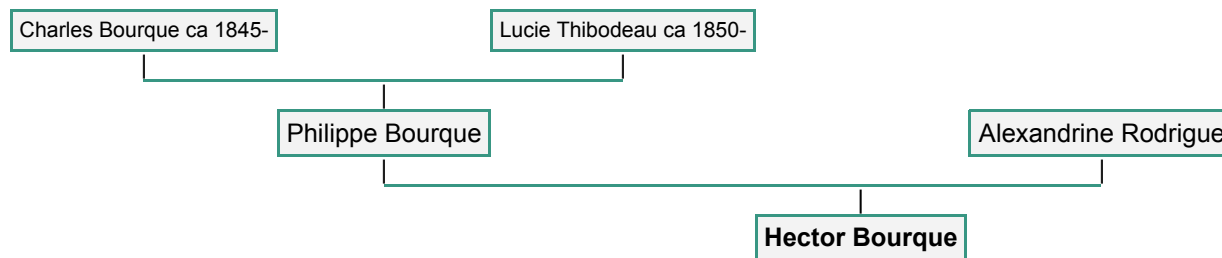 Charles Bourque ca 1845-
Lucie Thibodeau ca 1850-
Philippe Bourque
Alexandrine Rodrigue
Hector Bourque